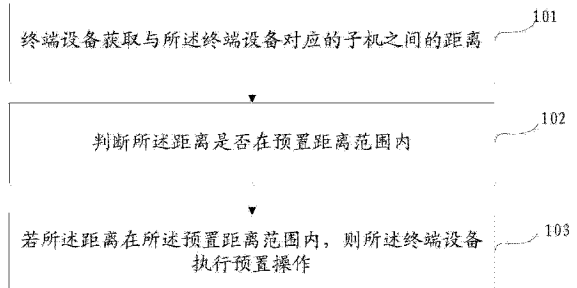 101
终端设备获取与所述终端设备对应的子机之间的距离
102
判断所述距离是否在预置距离范围内
103
若所述距离在所述预置距离范围内，则所述终端设备
执行预置操作